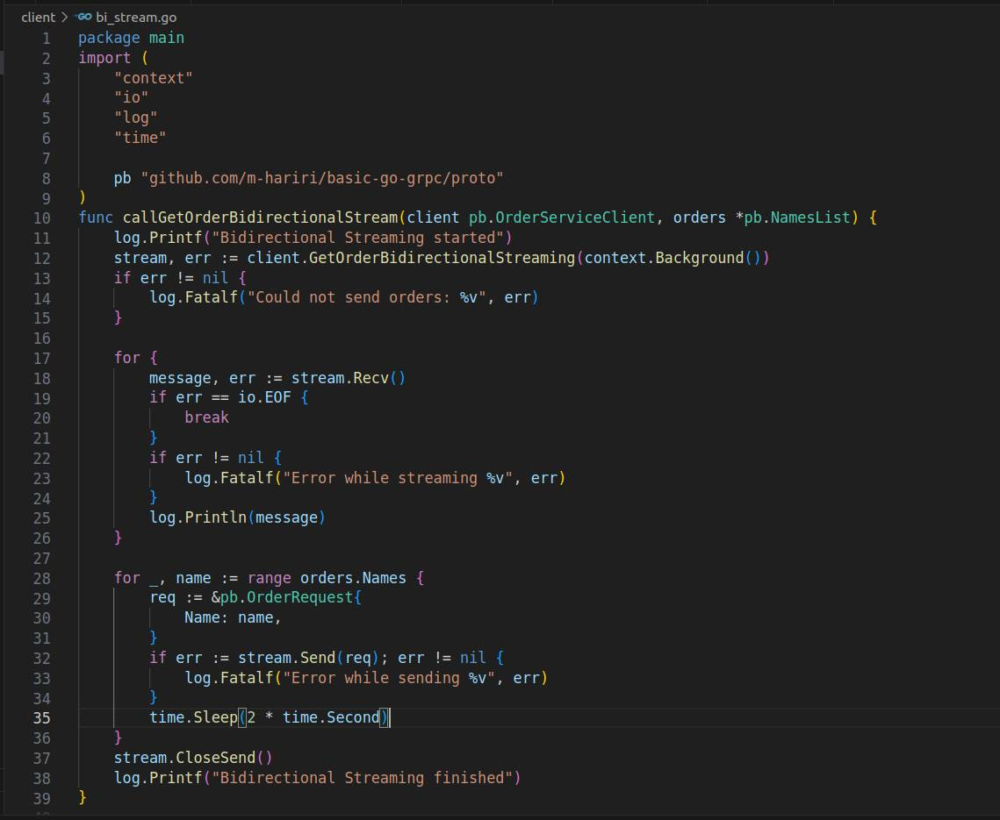 client > GO bi_stream.go
1 package main
2 import (
3     "context"
4     "io"
5     "log"
6     "time"
7
8     pb "github.com/m-hariri/basic-go-grpc/proto"
9 )
10 func callGetOrderBidirectionalStream(client pb.OrderServiceClient, orders *pb.NamesList) {
11     log.Printf("Bidirectional Streaming started")
12     stream, err := client.GetOrderBidirectionalStreaming(context.Background())
13     if err != nil {
14         log.Fatalf("Could not send orders: %v", err)
15     }
16
17     for {
18         message, err := stream.Recv()
19         if err == io.EOF {
20             break
21         }
22         if err != nil {
23             log.Fatalf("Error while streaming %v", err)
24         }
25         log.Println(message)
26     }
27
28     for _, name := range orders.Names {
29         req := &pb.OrderRequest{
30             Name: name,
31         }
32         if err := stream.Send(req); err != nil {
33             log.Fatalf("Error while sending %v", err)
34         }
35         time.Sleep(2 * time.Second)
36     }
37     stream.CloseSend()
38     log.Printf("Bidirectional Streaming finished")
39 }